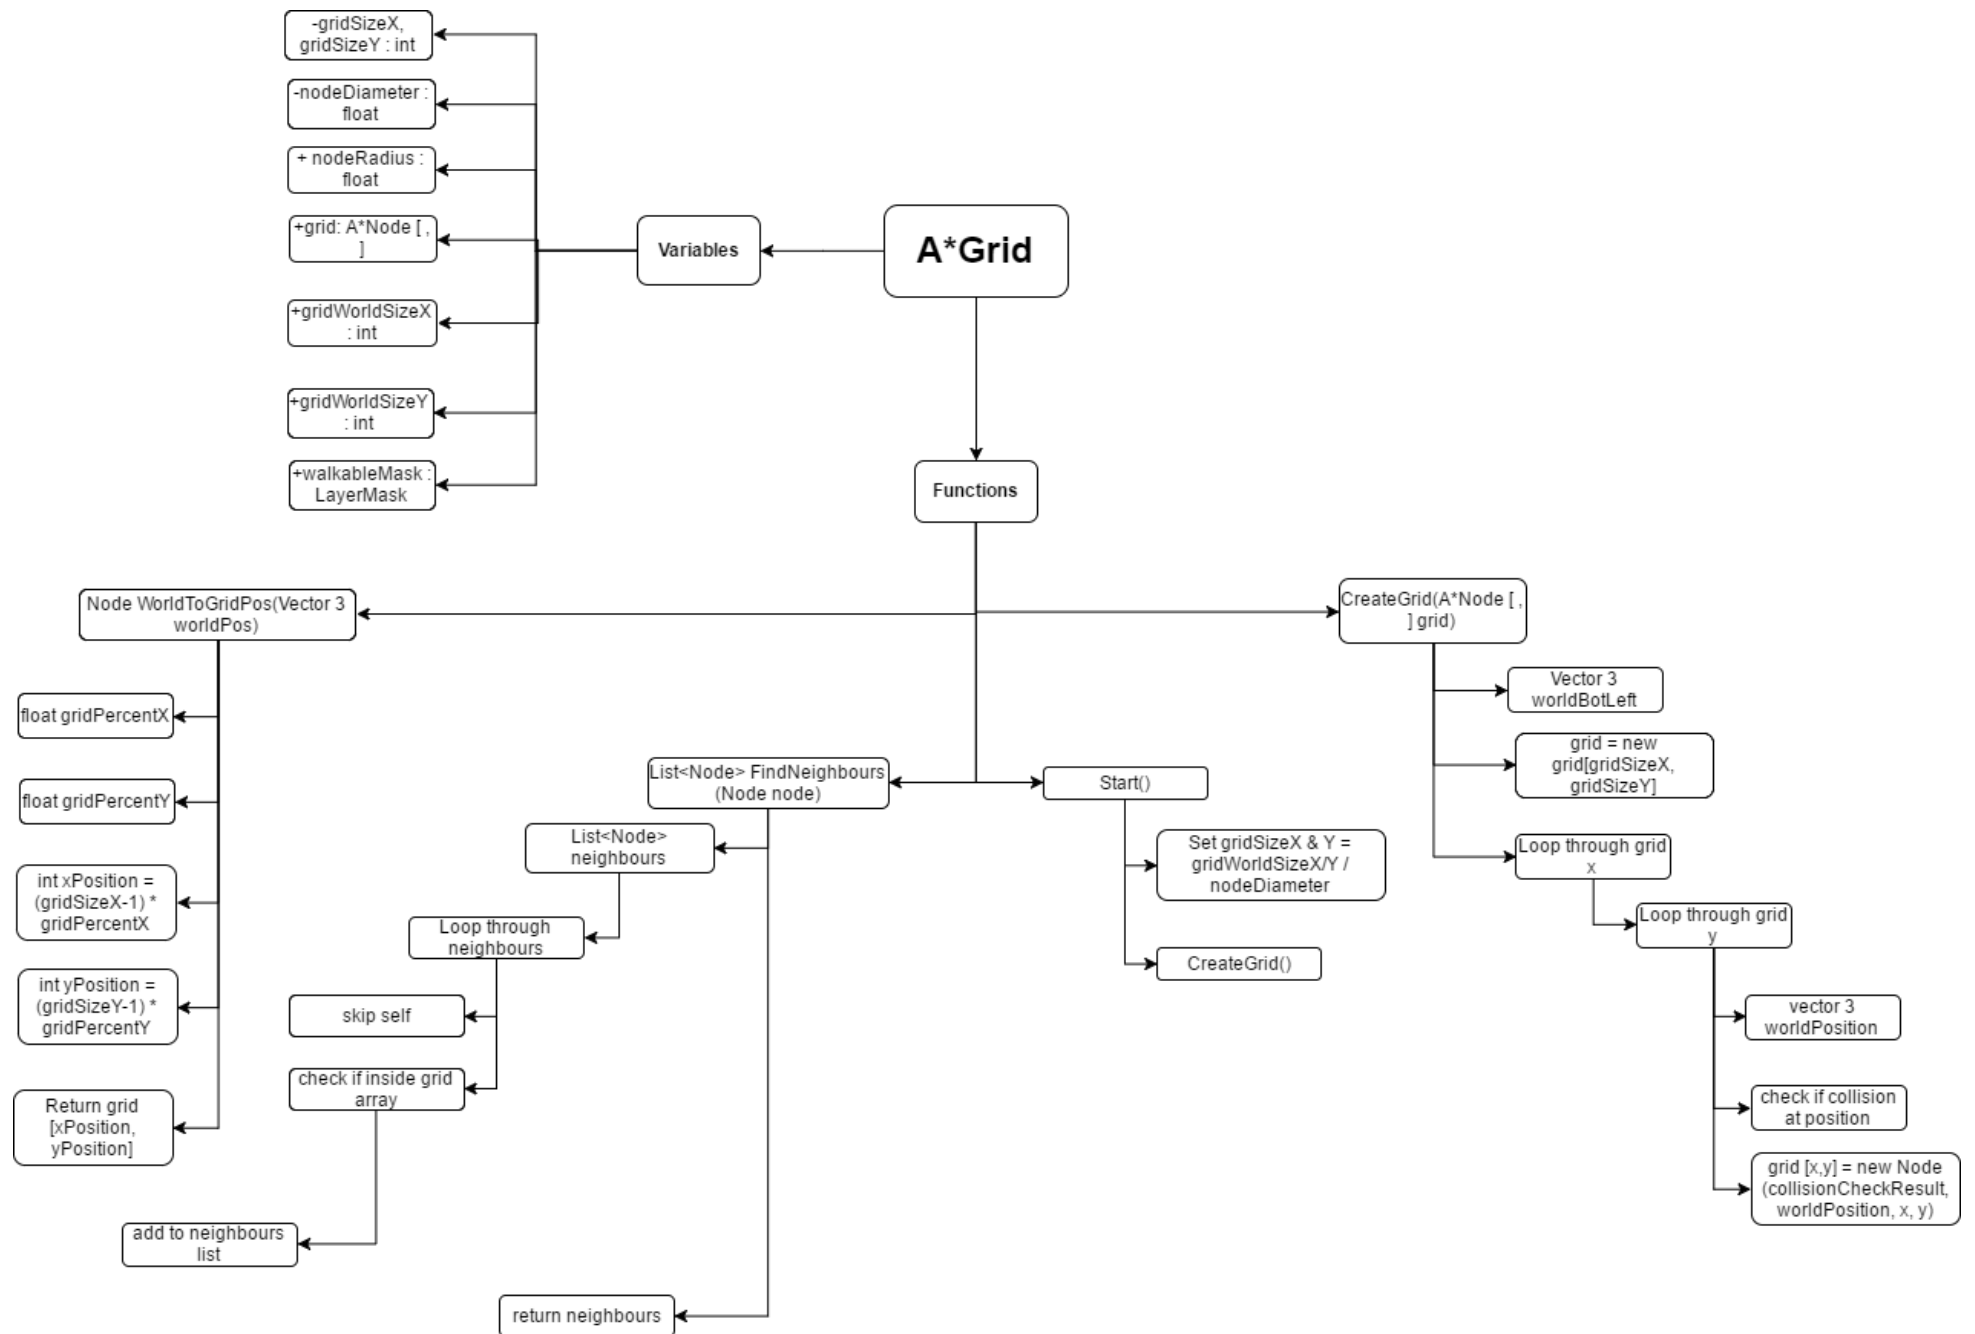 -gridSizeX,
gridSizeY : int
-nodeDiameter :
float
+ nodeRadius :
float
+grid: A*Node [ ,
]
+gridWorldSizeX
: int
+gridWorldSizeY
: int
+walkableMask :
LayerMask
Variables
A*Grid
Functions
Node WorldToGridPos(Vector 3
worldPos)
float gridPercentX
float gridPercentY
int xPosition =
(gridSizeX-1) *
gridPercentX
int yPosition =
(gridSizeY-1) *
gridPercentY
Return grid
[xPosition,
yPosition]
List<Node> FindNeighbours
(Node node)
List<Node>
neighbours
Loop through
neighbours
skip self
check if inside grid
array
add to neighbours
list
return neighbours
Start()
Set gridSizeX & Y =
gridWorldSizeX/Y /
nodeDiameter
CreateGrid()
CreateGrid(A*Node [ ,
] grid)
Vector 3
worldBotLeft
grid = new
grid[gridSizeX,
gridSizeY]
Loop through grid
x
Loop through grid
y
vector 3
worldPosition
check if collision
at position
grid [x,y] = new Node
(collisionCheckResult,
worldPosition, x, y)